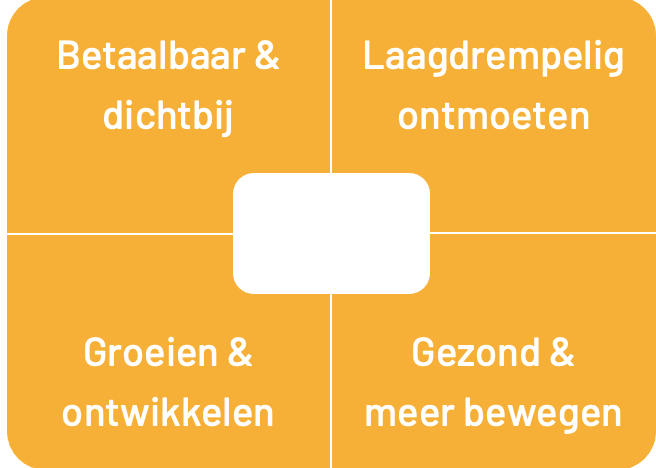 Betaalbaar &
dichtbij
Laagdrempelig
ontmoeten
Groeien &
ontwikkelen
Gezond &
meer bewegen